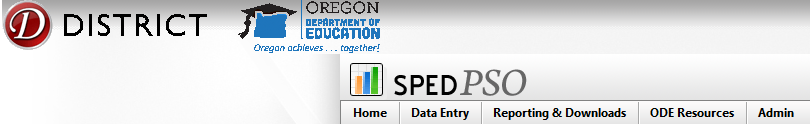 D DISTRICT
OREGON
DEPARTMENT OF
EDUCATION
Oregon achieves . . . together!
SPED PSO
Home Data Entry Reporting & Downloads ODE Resources Admin